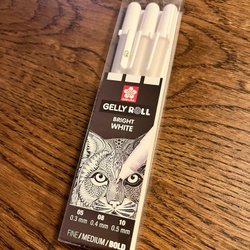 SAKURA
GELLY ROLL
BRIGHT
WHITE
05 08 10
0.3 mm 0.4 mm 0.5 mm
FINE/MEDIUM/BOLD